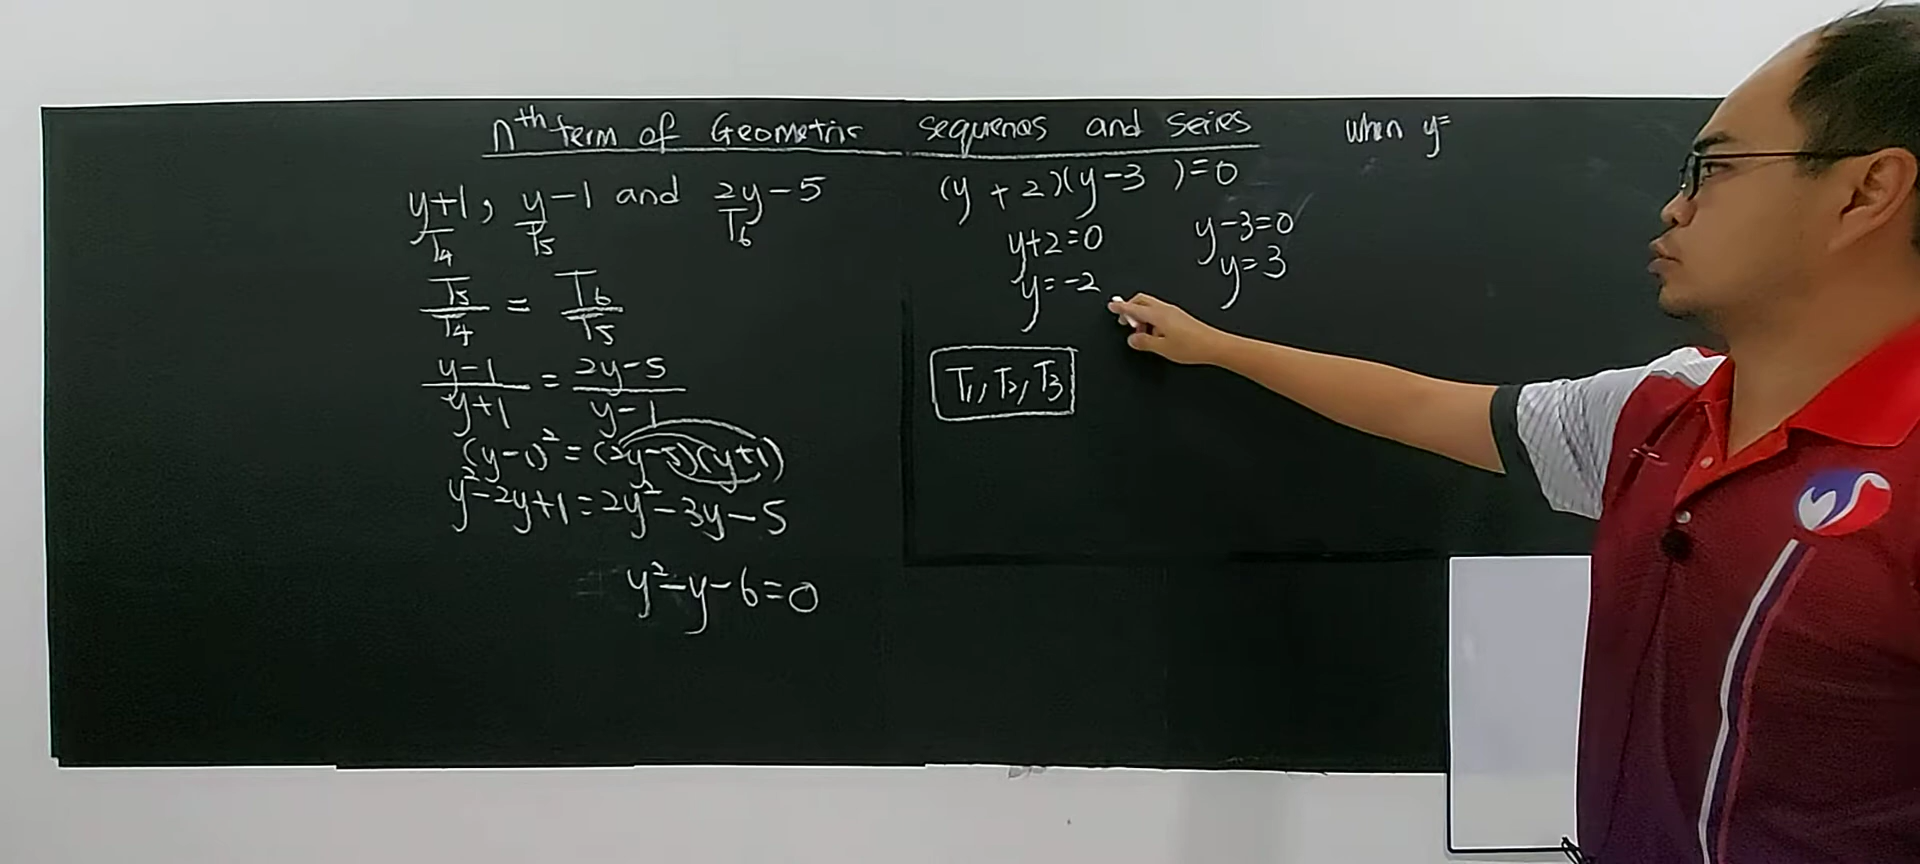 nth term of Geometric sequenes and Series
y+1, y-1 and 2y-5
T4 T5 T6
T5/T4 = T6/T5
y-1/y+1 = 2y-5/y-1
(y-1)² = (2y-5)(y+1)
y²-2y+1 = 2y²-3y-5
y²-y-6=0
(y+2)(y-3)=0
y+2=0
y=-2
y-3=0
y=3
T1, T2, T3
when y=